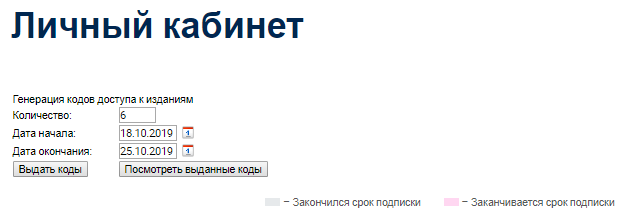 Личный кабинет
Генерация кодов доступа к изданиям
Количество: 6
Дата начала: 18.10.2019
Дата окончания: 25.10.2019
Выдать коды Посмотреть выданные коды
= Закончился срок подписки = Заканчивается срок подписки